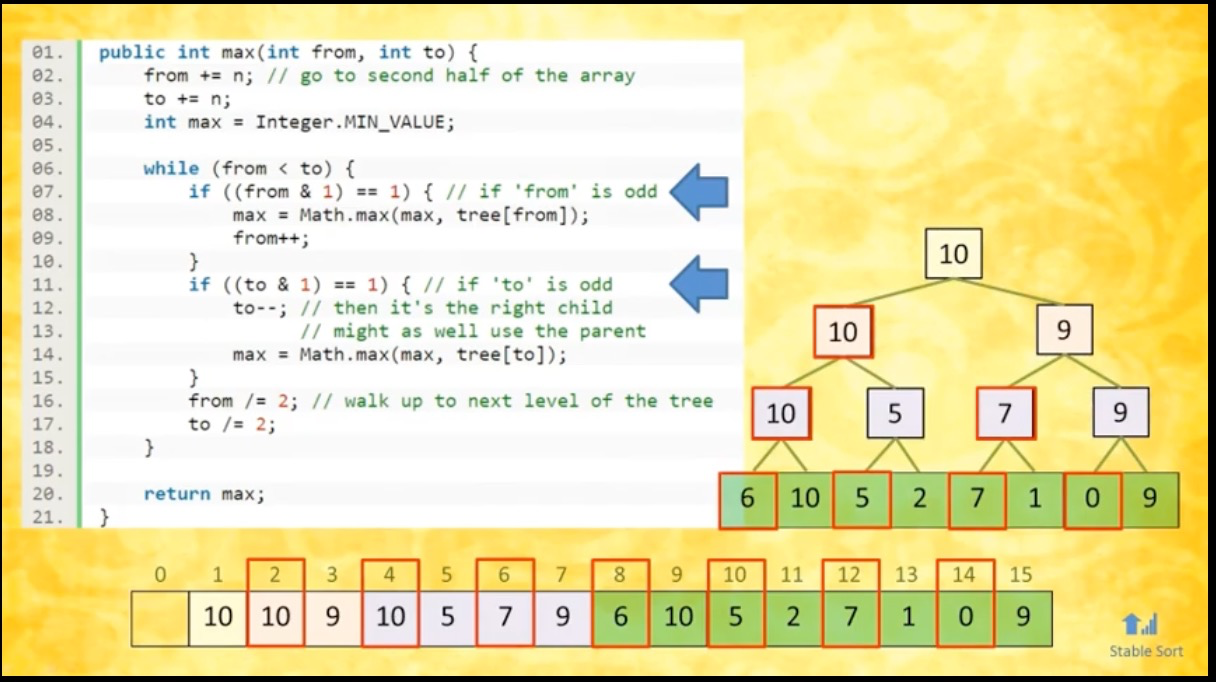 01. public int max(int from, int to) {
02.     from += n; // go to second half of the array
03.     to += n;
04.     int max = Integer.MIN_VALUE;
05.
06.     while (from < to) {
07.         if ((from & 1) == 1) { // if 'from' is odd
08.             max = Math.max(max, tree[from]);
09.             from++;
10.         }
11.         if ((to & 1) == 1) { // if 'to' is odd
12.             to--; // then it's the right child
13.                   // might as well use the parent
14.             max = Math.max(max, tree[to]);
15.         }
16.         from /= 2; // walk up to next level of the tree
17.         to /= 2;
18.     }
19.
20.     return max;
21. }
10
10 9
10 5 7 9
6 10 5 2 7 1 0 9
0 1 2 3 4 5 6 7 8 9 10 11 12 13 14 15
10 10 9 10 5 7 9 6 10 5 2 7 1 0 9
Stable Sort